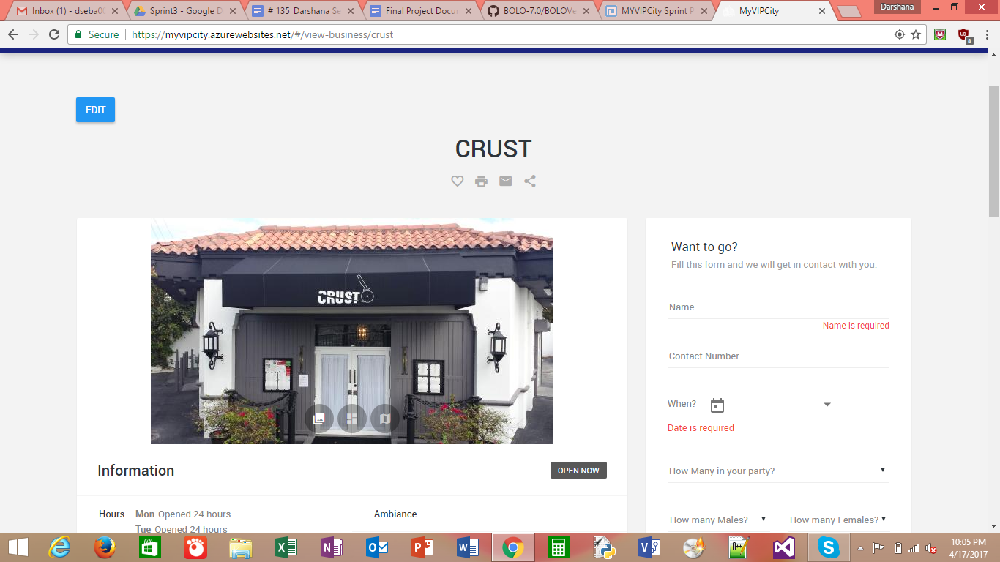 Inbox (1) - dseba00
Sprint3 - Google D
# 135_Darshana Se
Final Project Docu
BOLO-7.0/BOLOVe
MYVIPCity Sprint P
MyVIPCity
Darshana
Secure
https://myvipcity.azurewebsites.net/#/view-business/crust
8
EDIT
CRUST
CRUST
Want to go?
Fill this form and we will get in contact with you.
Name
Name is required
Contact Number
When?
Date is required
How Many in your party?
How many Males? How many Females?
Information
OPEN NOW
Hours Mon Opened 24 hours Ambiance
Tue Opened 24 hours
10:05 PM
4/17/2017